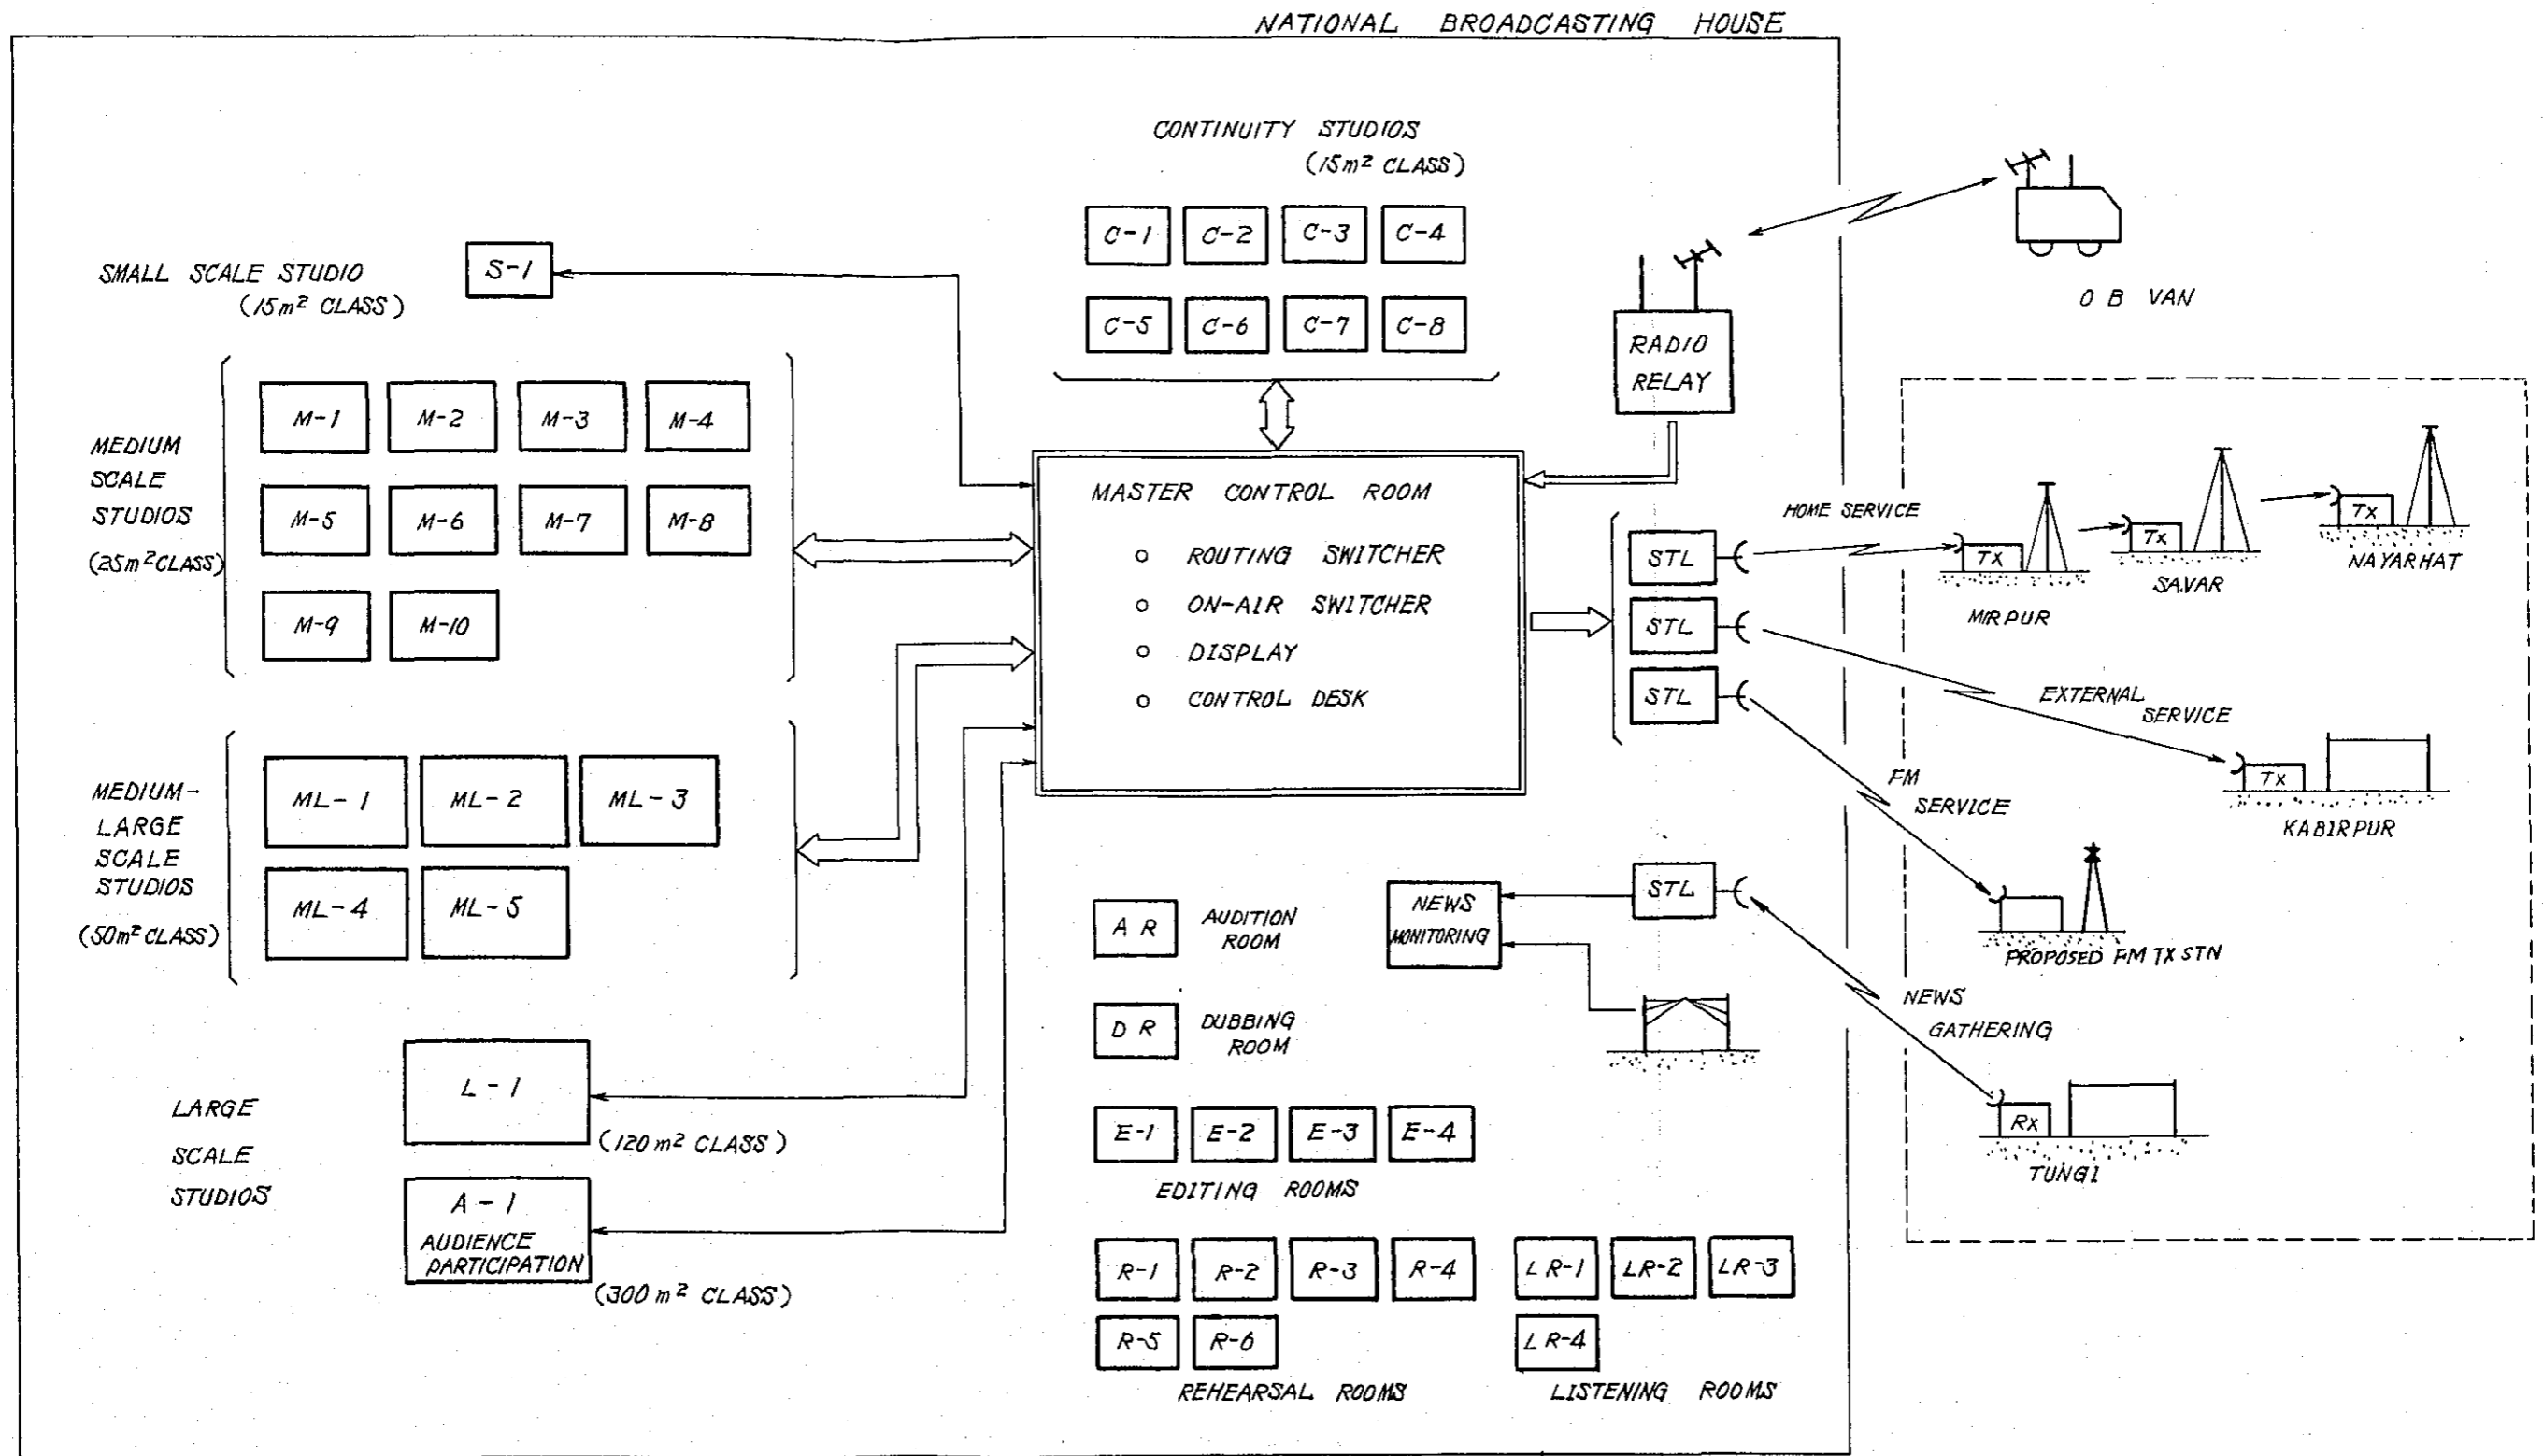 NATIONAL BROADCASTING HOUSE
CONTINUITY STUDIOS
(15m² CLASS)
C-1 C-2 C-3 C-4
C-5 C-6 C-7 C-8
SMALL SCALE STUDIO
(15m² CLASS)
S-1
MEDIUM
SCALE
STUDIOS
(25m² CLASS)
M-1 M-2 M-3 M-4
M-5 M-6 M-7 M-8
M-9 M-10
MEDIUM-
LARGE
SCALE
STUDIOS
(50m² CLASS)
ML-1 ML-2 ML-3
ML-4 ML-5
LARGE
SCALE
STUDIOS
L-1
(120 m² CLASS)
A-1
AUDIENCE
PARTICIPATION
(300 m² CLASS)
MASTER CONTROL ROOM
○ ROUTING SWITCHER
○ ON-AIR SWITCHER
○ DISPLAY
○ CONTROL DESK
RADIO
RELAY
O B VAN
STL
STL
STL
HOME SERVICE
TX
MIRPUR
Tx
SAVAR
Tx
NAYARHAT
EXTERNAL
SERVICE
Tx
KABIRPUR
FM
SERVICE
PROPOSED FM TX STN
NEWS
GATHERING
Rx
TUNGI
STL
NEWS
MONITORING
A R
AUDITION
ROOM
D R
DUBBING
ROOM
E-1 E-2 E-3 E-4
EDITING ROOMS
R-1 R-2 R-3 R-4
R-5 R-6
REHEARSAL ROOMS
LR-1 LR-2 LR-3
LR-4
LISTENING ROOMS